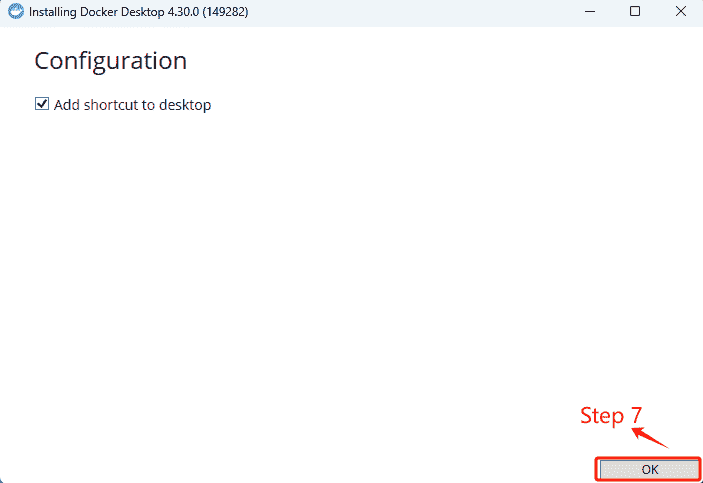 Installing Docker Desktop 4.30.0 (149282)
Configuration
Add shortcut to desktop
Step 7
OK